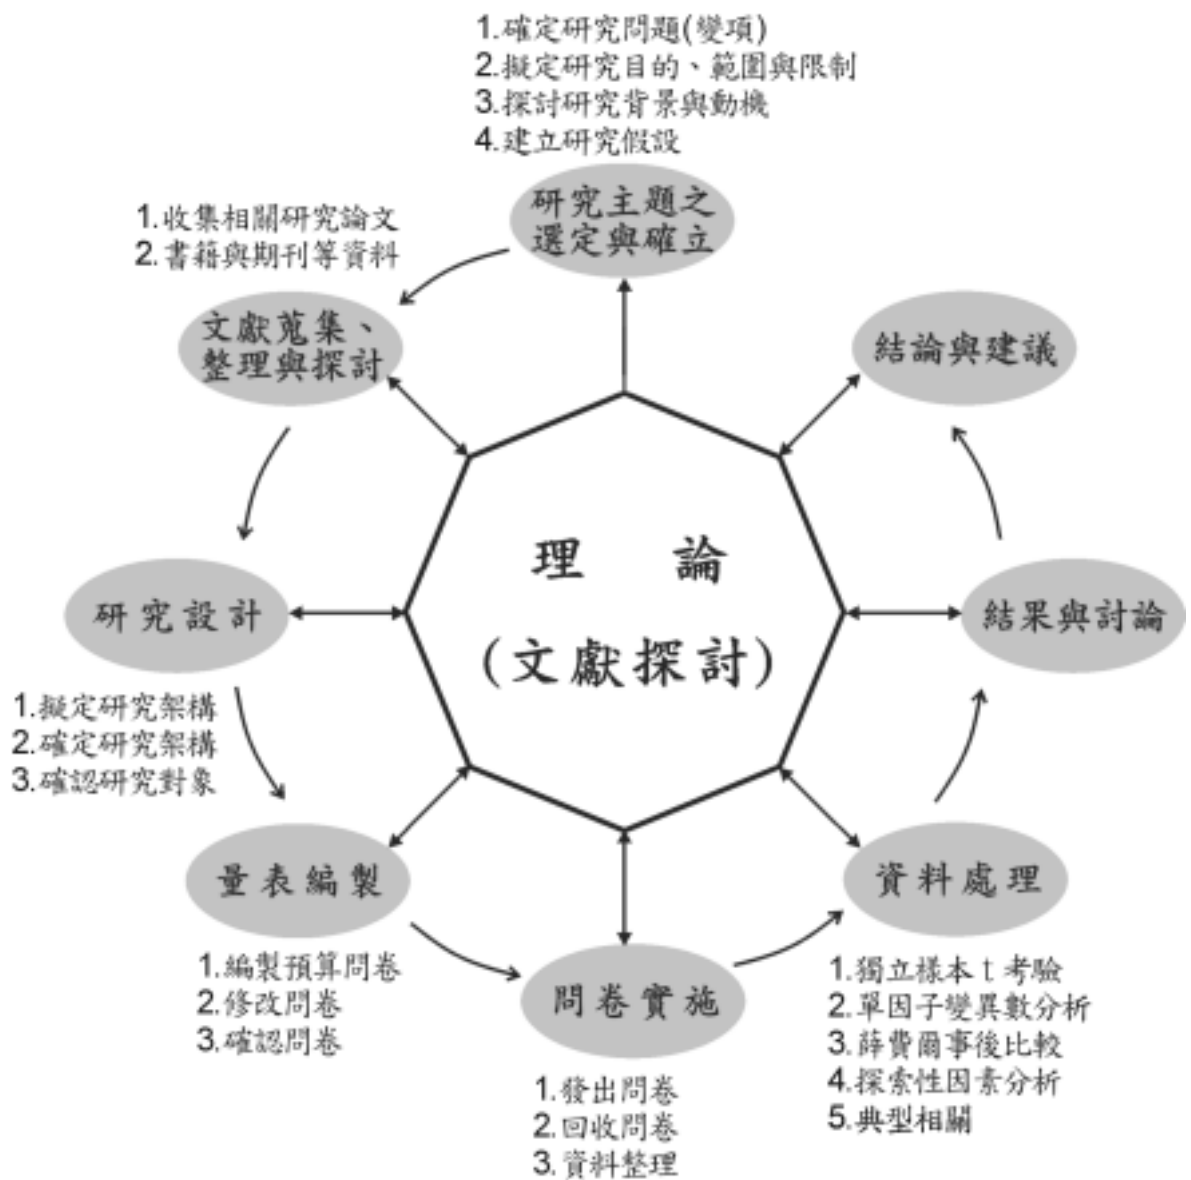 1.確定研究問題(變項)
2.擬定研究目的、範圍與限制
3.探討研究背景與動機
4.建立研究假設
研究主題之
選定與確立
1.收集相關研究論文
2.書籍與期刊等資料
文獻蒐集、
整理與探討
結論與建議
理 論
(文獻探討)
研究設計
結果與討論
1.擬定研究架構
2.確定研究架構
3.確認研究對象
量表編製
資料處理
1.編製預算問卷
2.修改問卷
3.確認問卷
問卷實施
1.獨立樣本t考驗
2.單因子變異數分析
3.薛費爾事後比較
4.探索性因素分析
5.典型相關
1.發出問卷
2.回收問卷
3.資料整理